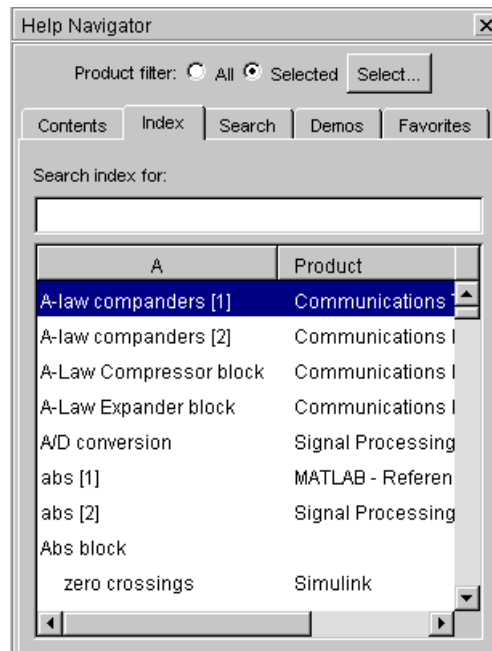 Help Navigator
Product filter: All Selected Select...
Contents Index Search Demos Favorites
Search index for:
A Product
A-law companders [1] Communications
A-law companders [2] Communications
A-Law Compressor block Communications
A-Law Expander block Communications
A/D conversion Signal Processing
abs [1] MATLAB - Referen
abs [2] Signal Processing
Abs block
zero crossings Simulink